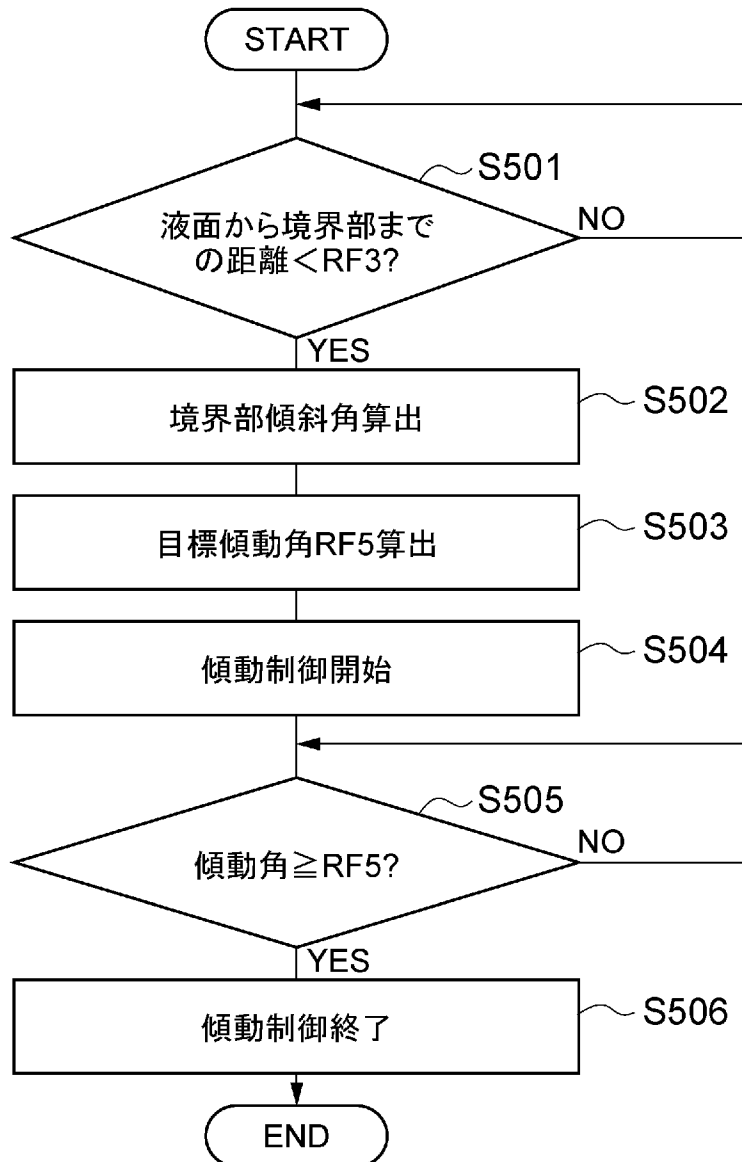 START
S501
液面から境界部まで
の距離＜RF3?
NO
YES
境界部傾斜角算出
S502
目標傾動角RF5算出
S503
傾動制御開始
S504
S505
傾動角≧RF5?
NO
YES
傾動制御終了
S506
END